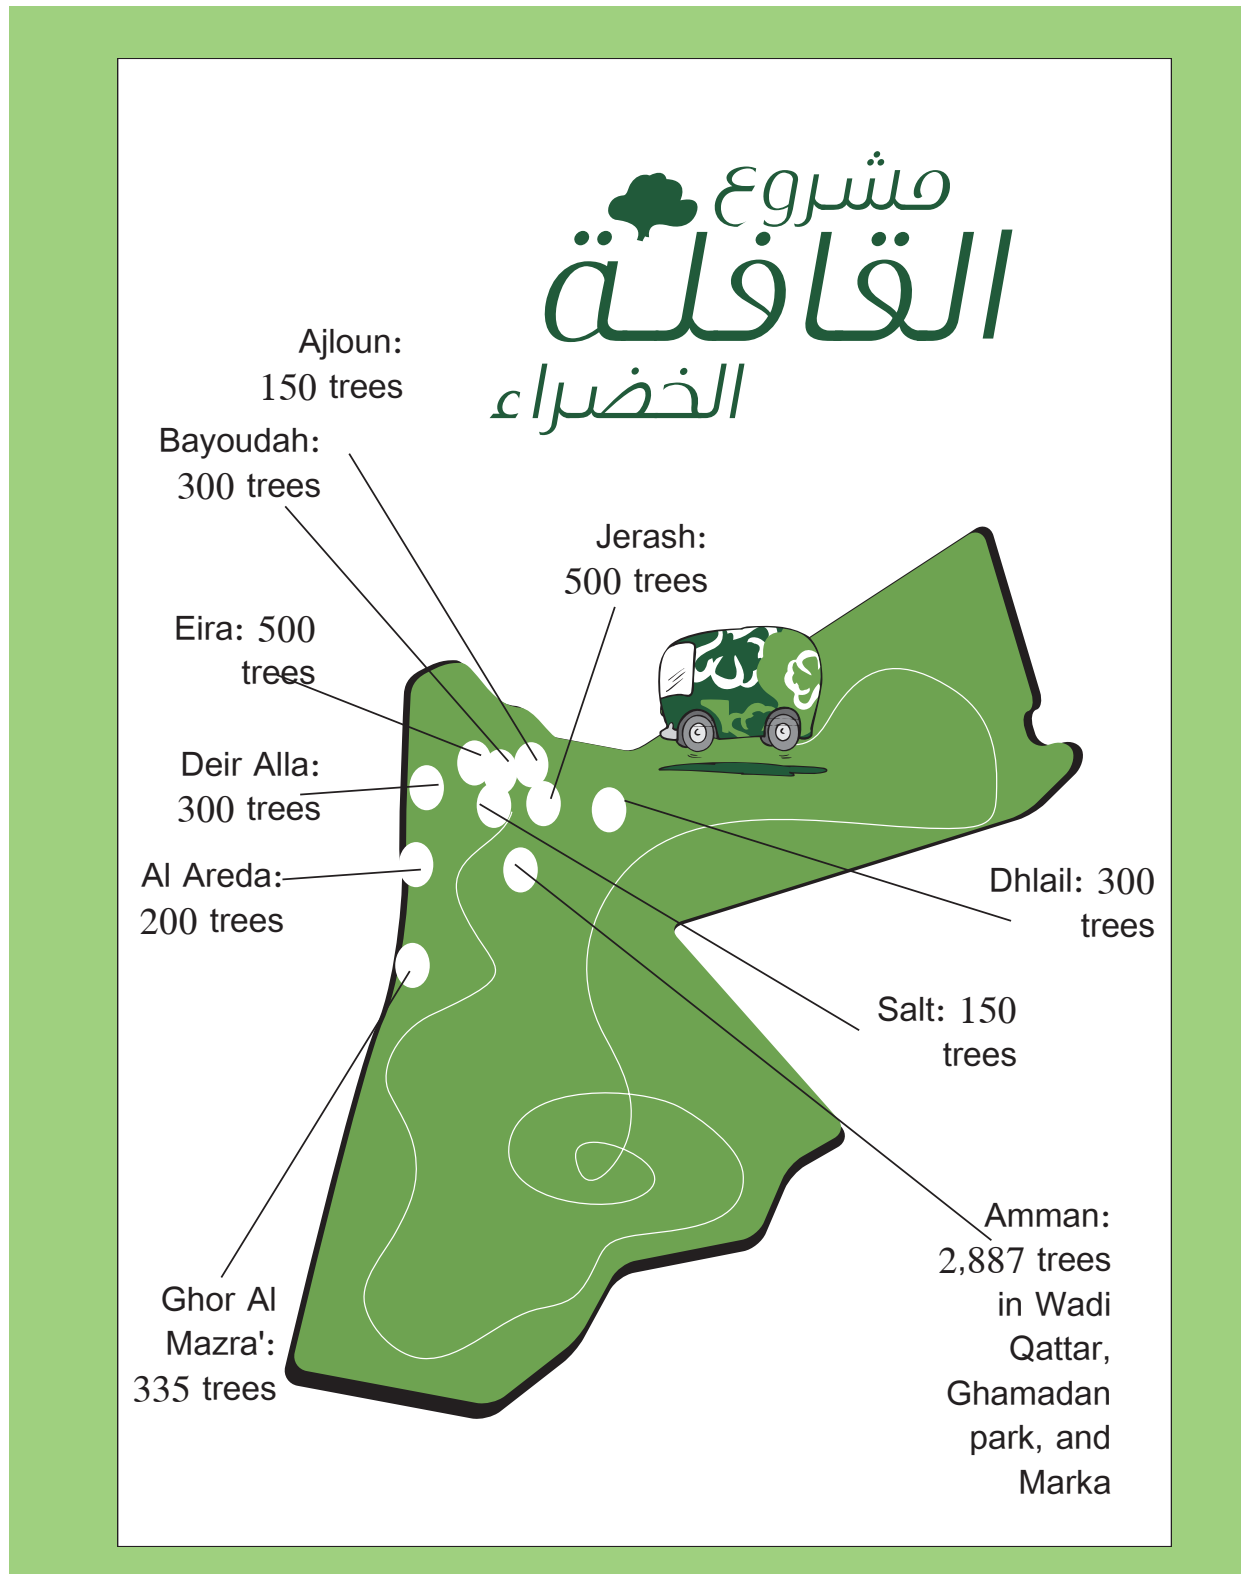 مشروع
القافلة
الخضراء
Ajloun:
150 trees
Bayoudah:
300 trees
Jerash:
500 trees
Eira: 500
trees
Deir Alla:
300 trees
Al Areda:
200 trees
Dhlail: 300
trees
Salt: 150
trees
Amman:
2,887 trees
in Wadi
Qattar,
Ghamadan
park, and
Marka
Ghor Al
Mazra':
335 trees